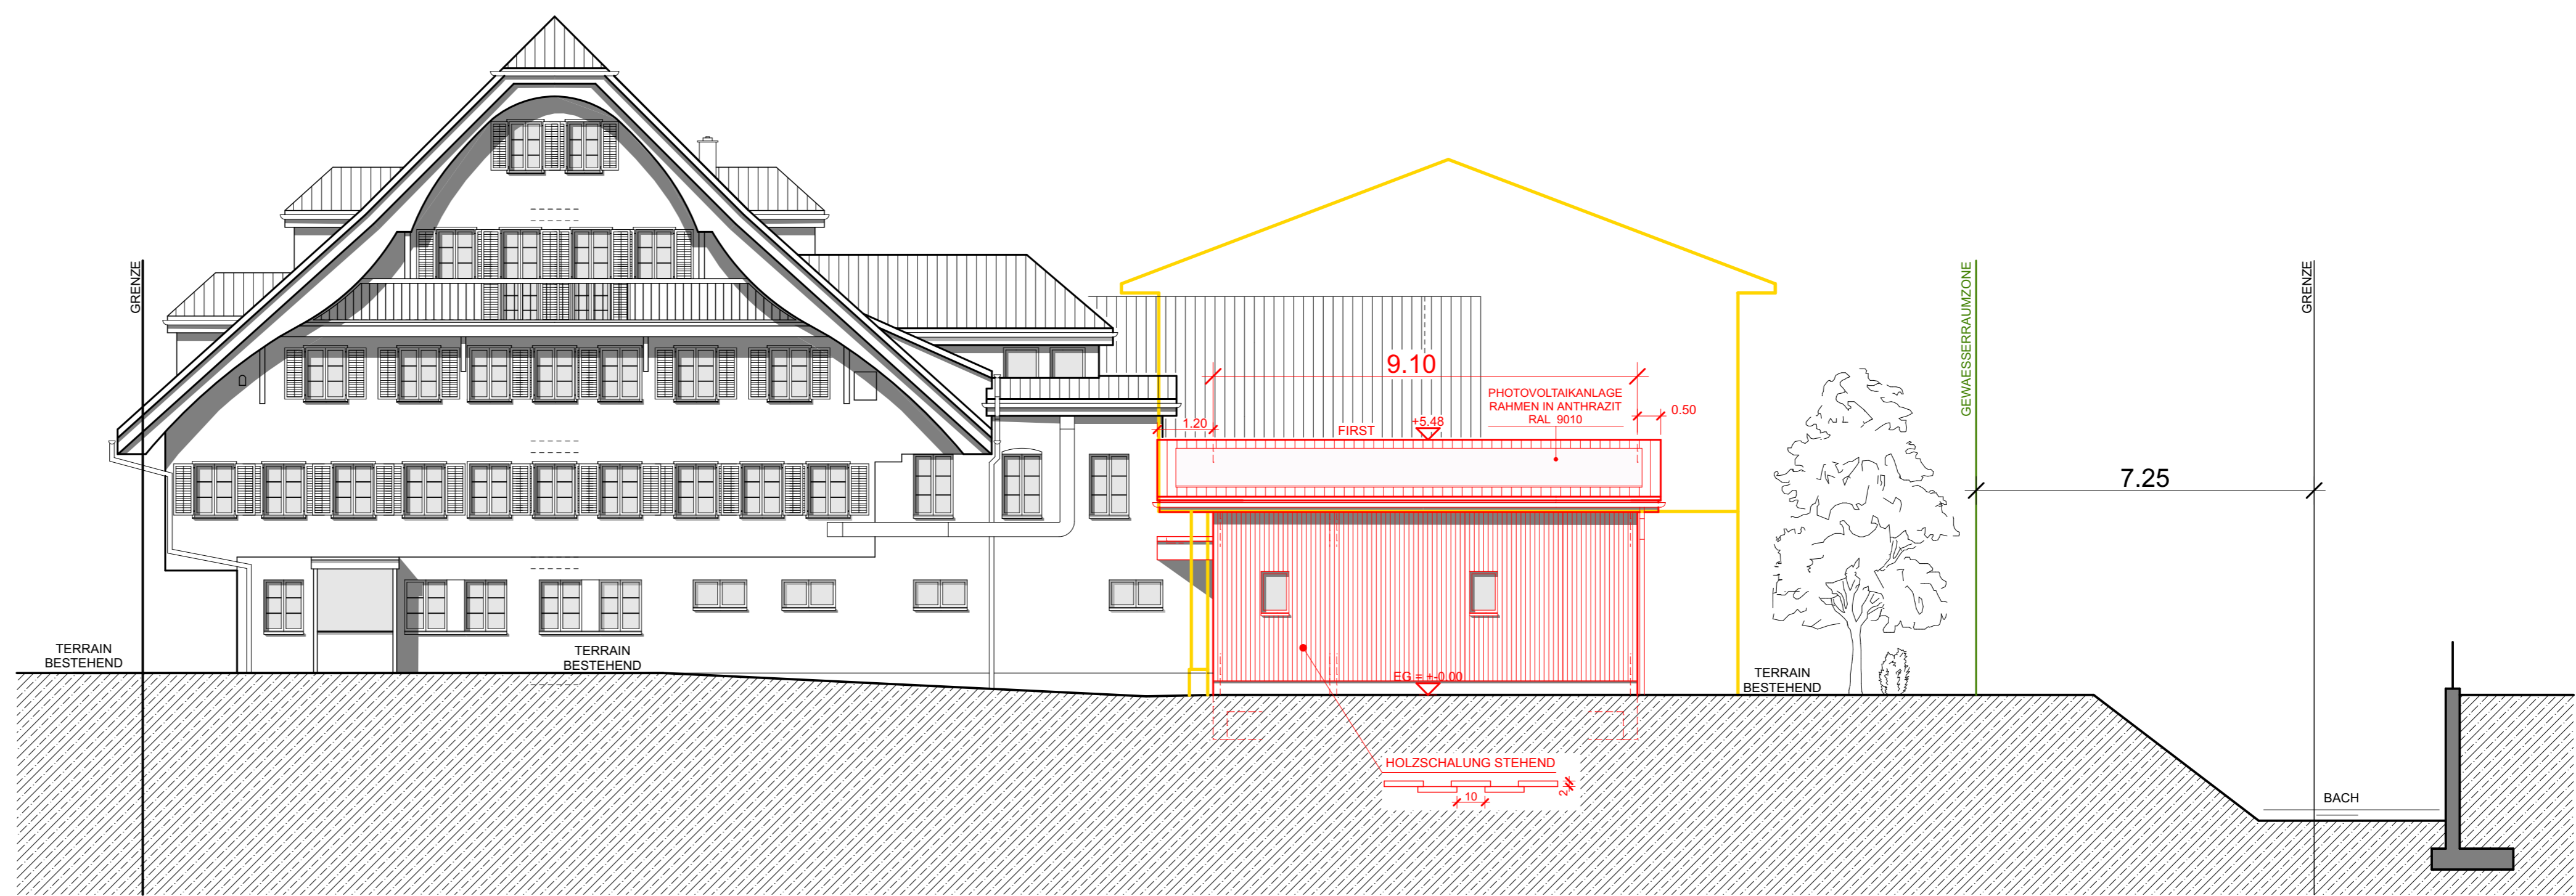 GRENZE
GEWAESSERRAUMZONE
GRENZE
9.10
PHOTOVOLTAIKANLAGE
RAHMEN IN ANTHRAZIT
RAL 9010
0.50
1.20
FIRST
+5.48
7.25
TERRAIN
BESTEHEND
TERRAIN
BESTEHEND
EG = +-0.00
TERRAIN
BESTEHEND
HOLZSCHALUNG STEHEND
10
2
BACH